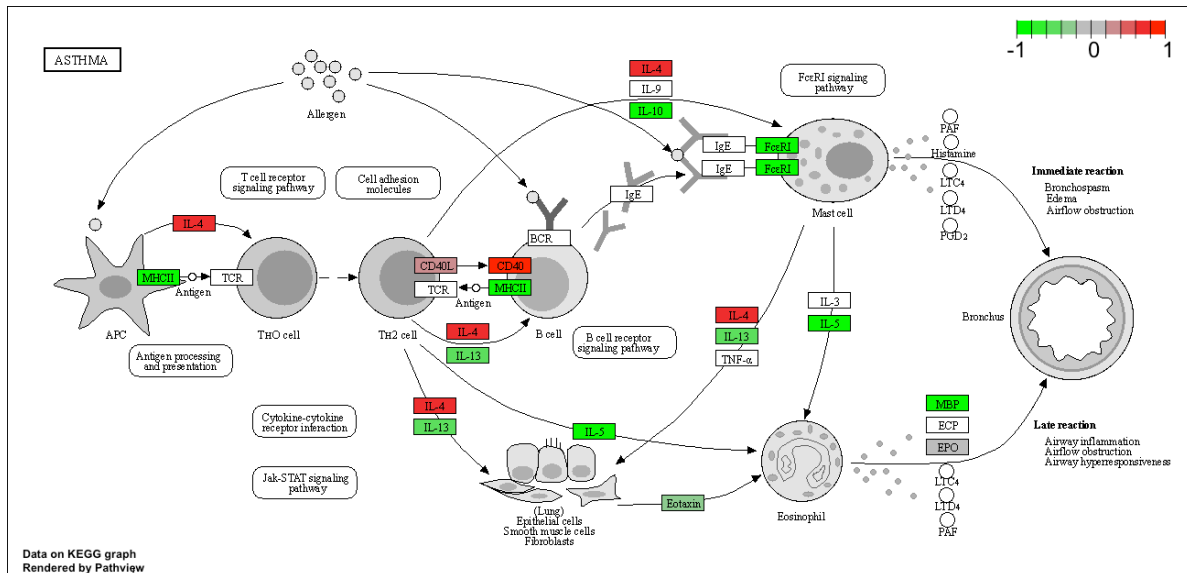 -1 0 1
ASTHMA
Allergen
IL-4
IL-9
IL-10
FcεRI signaling
pathway
T cell receptor
signaling pathway
Cell adhesion
molecules
IgE
FcεRI
IgE
FcεRI
IgE
Mast cell
PAF
Histamine
LTC4
LTD4
PGD2
Immediate reaction
Bronchospasm
Edema
Airflow obstruction
IL-4
BCR
MHCII
TCR
Antigen
CD40L
CD40
TCR
MHCII
Antigen
APC
TH0 cell
TH2 cell
B cell
IL-4
IL-13
B cell receptor
signaling pathway
Antigen processing
and presentation
IL-4
IL-13
TNF-α
IL-3
IL-5
Bronchus
Cytokine-cytokine
receptor interaction
IL-4
IL-13
IL-5
Jak-STAT signaling
pathway
MBP
ECP
EPO
LTC4
LTD4
PAF
Late reaction
Airway inflammation
Airflow obstruction
Airway hyperresponsiveness
Eotaxin
Eosinophil
(Lung)
Epithelial cells
Smooth muscle cells
Fibroblasts
Data on KEGG graph
Rendered by Pathview